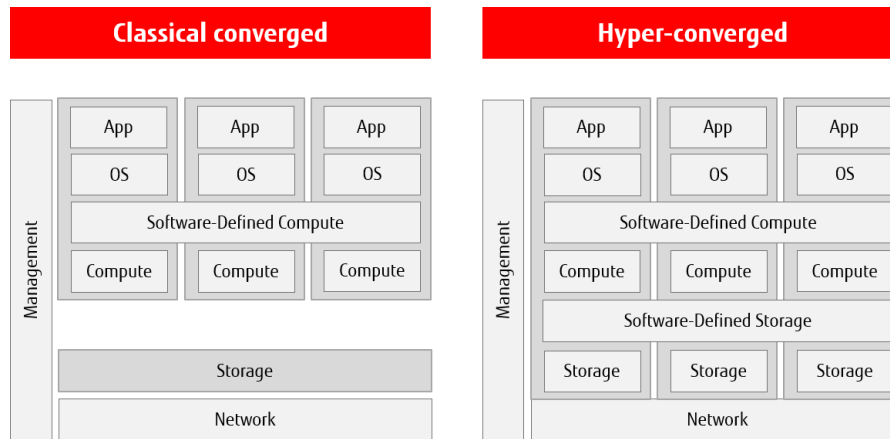 Classical converged
Hyper-converged
Management
App App App
OS OS OS
Software-Defined Compute
Compute Compute Compute
Storage
Network
Management
App App App
OS OS OS
Software-Defined Compute
Compute Compute Compute
Software-Defined Storage
Storage Storage Storage
Network